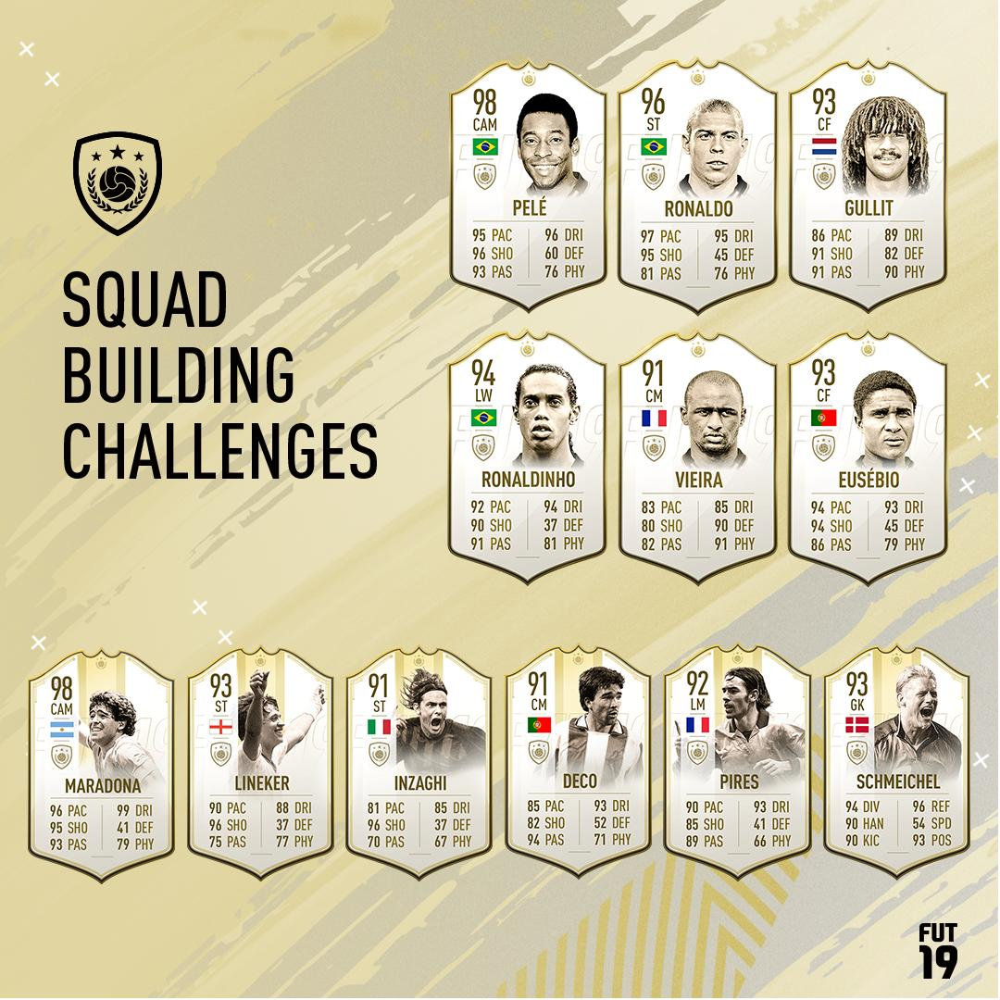 SQUAD
BUILDING
CHALLENGES
98
CAM
PELÉ
95 PAC 96 DRI
96 SHO 60 DEF
93 PAS 76 PHY
96
ST
RONALDO
97 PAC 95 DRI
95 SHO 45 DEF
81 PAS 76 PHY
93
CF
GULLIT
86 PAC 89 DRI
91 SHO 82 DEF
91 PAS 90 PHY
94
LW
RONALDINHO
92 PAC 94 DRI
90 SHO 37 DEF
91 PAS 81 PHY
91
CM
VIEIRA
83 PAC 85 DRI
80 SHO 90 DEF
82 PAS 91 PHY
93
CF
EUSÉBIO
94 PAC 93 DRI
94 SHO 45 DEF
86 PAS 79 PHY
98
CAM
MARADONA
96 PAC 99 DRI
95 SHO 41 DEF
93 PAS 79 PHY
93
ST
LINEKER
90 PAC 88 DRI
96 SHO 37 DEF
75 PAS 77 PHY
91
ST
INZAGHI
81 PAC 85 DRI
96 SHO 37 DEF
70 PAS 67 PHY
91
CM
DECO
85 PAC 93 DRI
82 SHO 52 DEF
94 PAS 71 PHY
92
LM
PIRES
90 PAC 93 DRI
85 SHO 41 DEF
89 PAS 66 PHY
93
GK
SCHMEICHEL
94 DIV 96 REF
90 HAN 54 SPD
90 KIC 93 POS
FUT
19